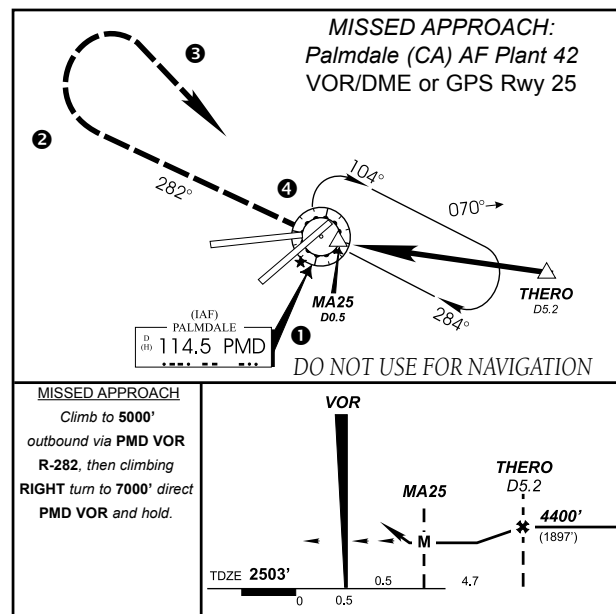 MISSED APPROACH:
Palmdale (CA) AF Plant 42
VOR/DME or GPS Rwy 25
❸
❷
282°
❹
104°
070°→
MA25
D0.5
THERO
D5.2
284°
(IAF)
PALMDALE
D
(H) 114.5 PMD
❶
DO NOT USE FOR NAVIGATION
MISSED APPROACH
Climb to 5000'
outbound via PMD VOR
R-282, then climbing
RIGHT turn to 7000' direct
PMD VOR and hold.
VOR
MA25
THERO
D5.2
M
4400'
(1897')
TDZE 2503'
0.5
4.7
0
0.5